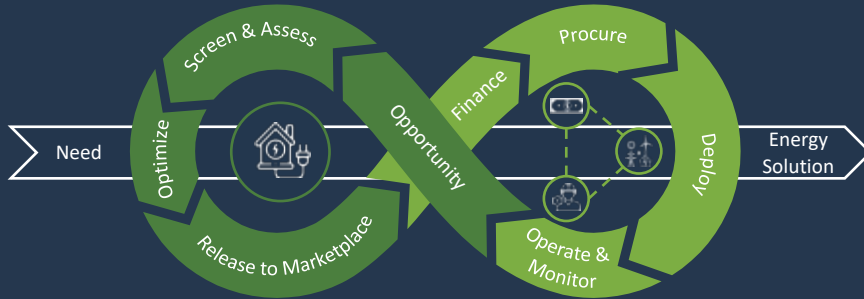 Need
Opportunity
Screen & Assess
Optimize
Release to Marketplace
Finance
Procure
Deploy
Operate &
Monitor
Energy
Solution